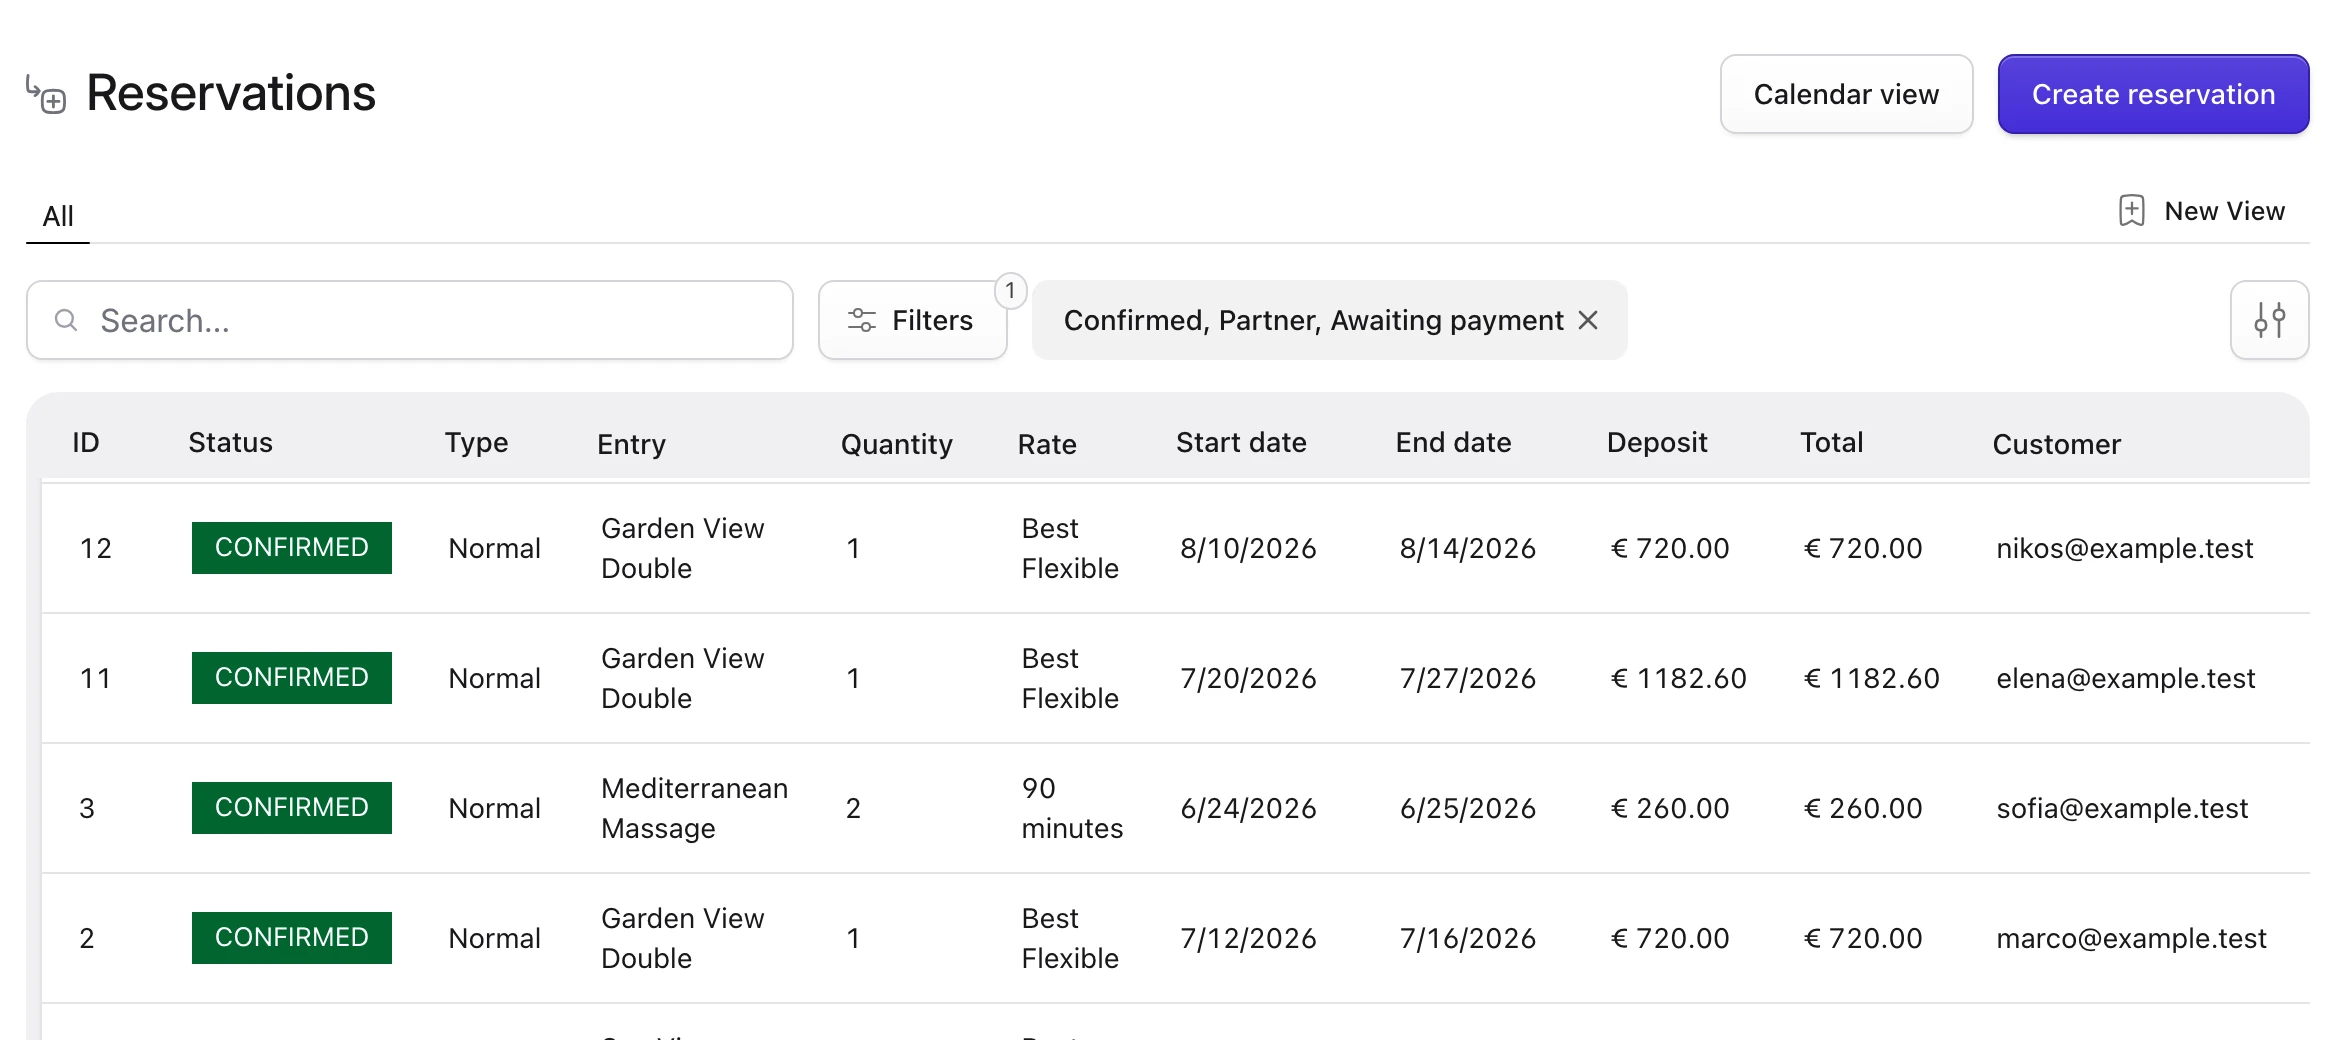 Reservations
Calendar view
Create reservation
All
New View
Search...
Filters
1
Confirmed, Partner, Awaiting payment
ID Status Type Entry Quantity Rate Start date End date Deposit Total Customer
12 CONFIRMED Normal Garden View Double 1 Best Flexible 8/10/2026 8/14/2026 € 720.00 € 720.00 nikos@example.test
11 CONFIRMED Normal Garden View Double 1 Best Flexible 7/20/2026 7/27/2026 € 1182.60 € 1182.60 elena@example.test
3 CONFIRMED Normal Mediterranean Massage 2 90 minutes 6/24/2026 6/25/2026 € 260.00 € 260.00 sofia@example.test
2 CONFIRMED Normal Garden View Double 1 Best Flexible 7/12/2026 7/16/2026 € 720.00 € 720.00 marco@example.test